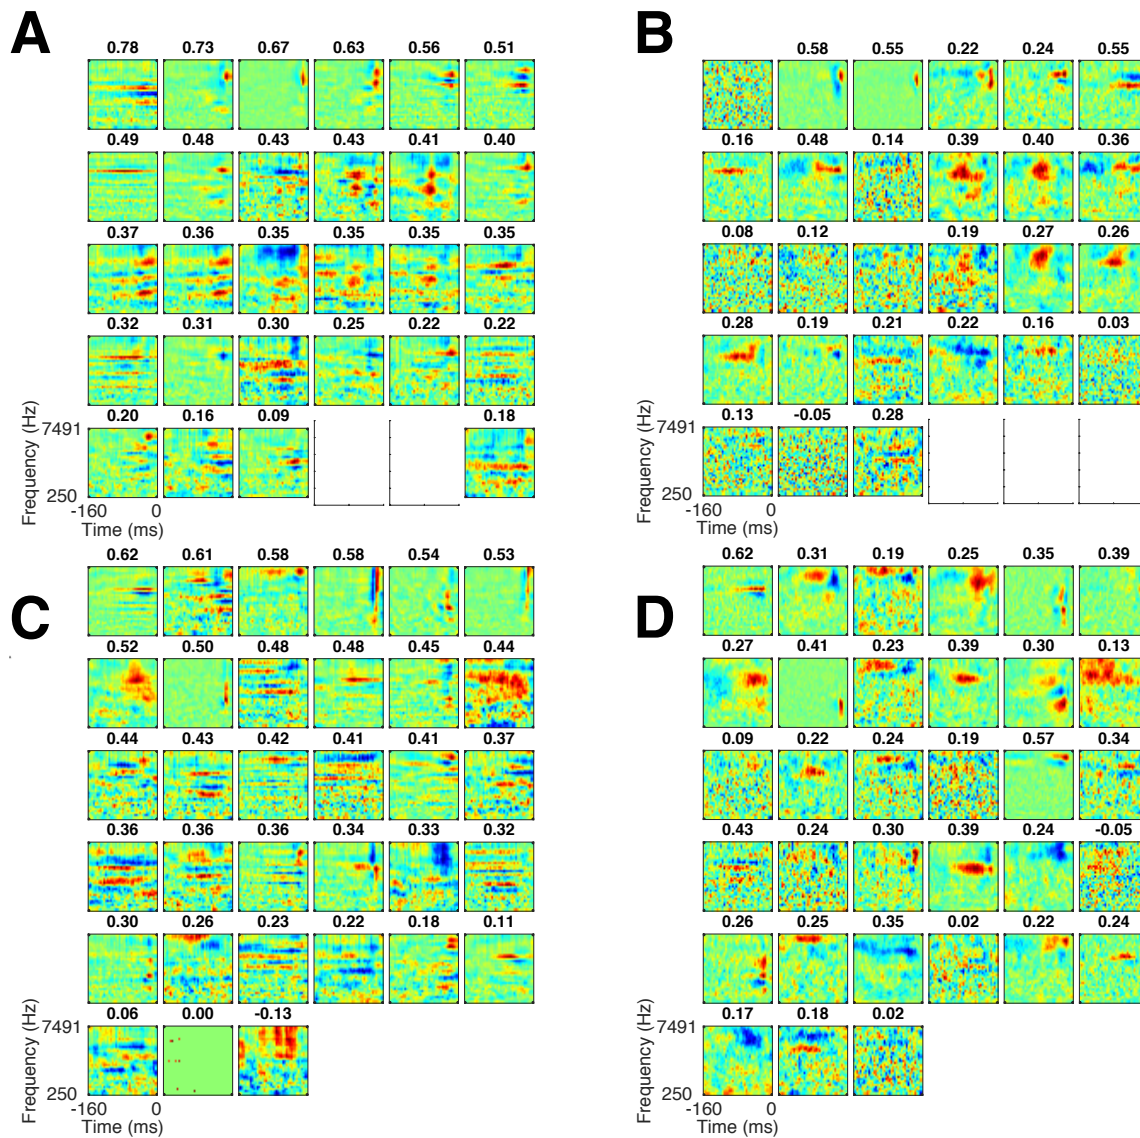 A
B
0.78 0.73 0.67 0.63 0.56 0.51
0.58 0.55 0.22 0.24 0.55
0.49 0.48 0.43 0.43 0.41 0.40
0.16 0.48 0.14 0.39 0.40 0.36
0.37 0.36 0.35 0.35 0.35 0.35
0.08 0.12 0.19 0.27 0.26
0.32 0.31 0.30 0.25 0.22 0.22
0.28 0.19 0.21 0.22 0.16 0.03
0.20 0.16 0.09 0.18
0.13 -0.05 0.28
Frequency (Hz)
7491
250
-160 0
Time (ms)
Frequency (Hz)
7491
250
-160 0
Time (ms)
C
D
0.62 0.61 0.58 0.58 0.54 0.53
0.62 0.31 0.19 0.25 0.35 0.39
0.52 0.50 0.48 0.48 0.45 0.44
0.27 0.41 0.23 0.39 0.30 0.13
0.44 0.43 0.42 0.41 0.41 0.37
0.09 0.22 0.24 0.19 0.57 0.34
0.36 0.36 0.36 0.34 0.33 0.32
0.43 0.24 0.30 0.39 0.24 -0.05
0.30 0.26 0.23 0.22 0.18 0.11
0.26 0.25 0.35 0.02 0.22 0.24
0.06 0.00 -0.13
0.17 0.18 0.02
Frequency (Hz)
7491
250
-160 0
Time (ms)
Frequency (Hz)
7491
250
-160 0
Time (ms)